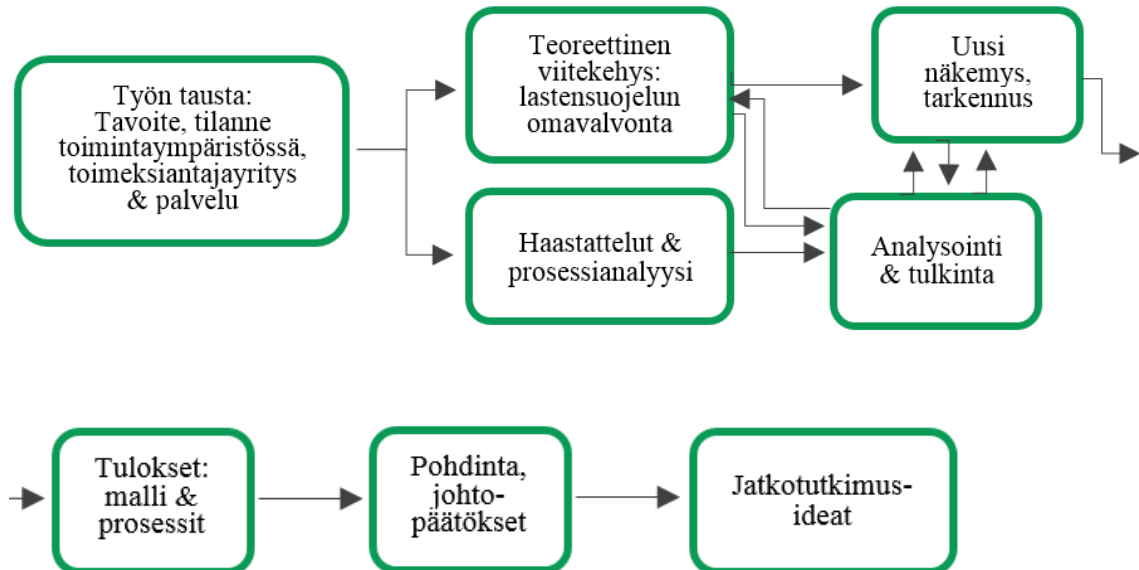 Työn tausta:
Tavoite, tilanne
toimintaympäristössä,
toimeksiantajayritys
& palvelu
Teoreettinen
viitekehys:
lastensuojelun
omavalvonta
Haastattelut &
prosessianalyysi
Uusi
näkemys,
tarkennus
Analysointi
& tulkinta
Tulokset:
malli &
prosessit
Pohdinta,
johto-
päätökset
Jatkotutkimus-
ideat